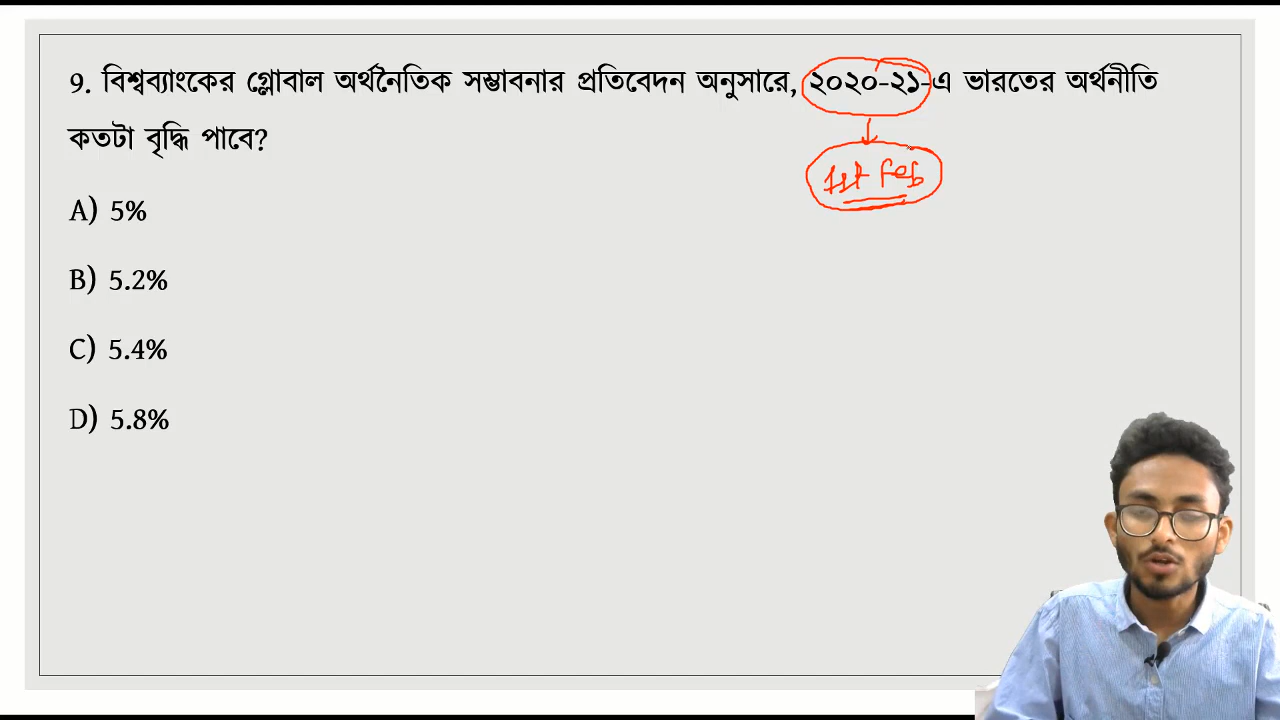 9. বিশ্বব্যাংকের গ্লোবাল অর্থনৈতিক সম্ভাবনার প্রতিবেদন অনুসারে, ২০২০-২১-এ ভারতের অর্থনীতি
কতটা বৃদ্ধি পাবে?
1st Feb
A) 5%
B) 5.2%
C) 5.4%
D) 5.8%